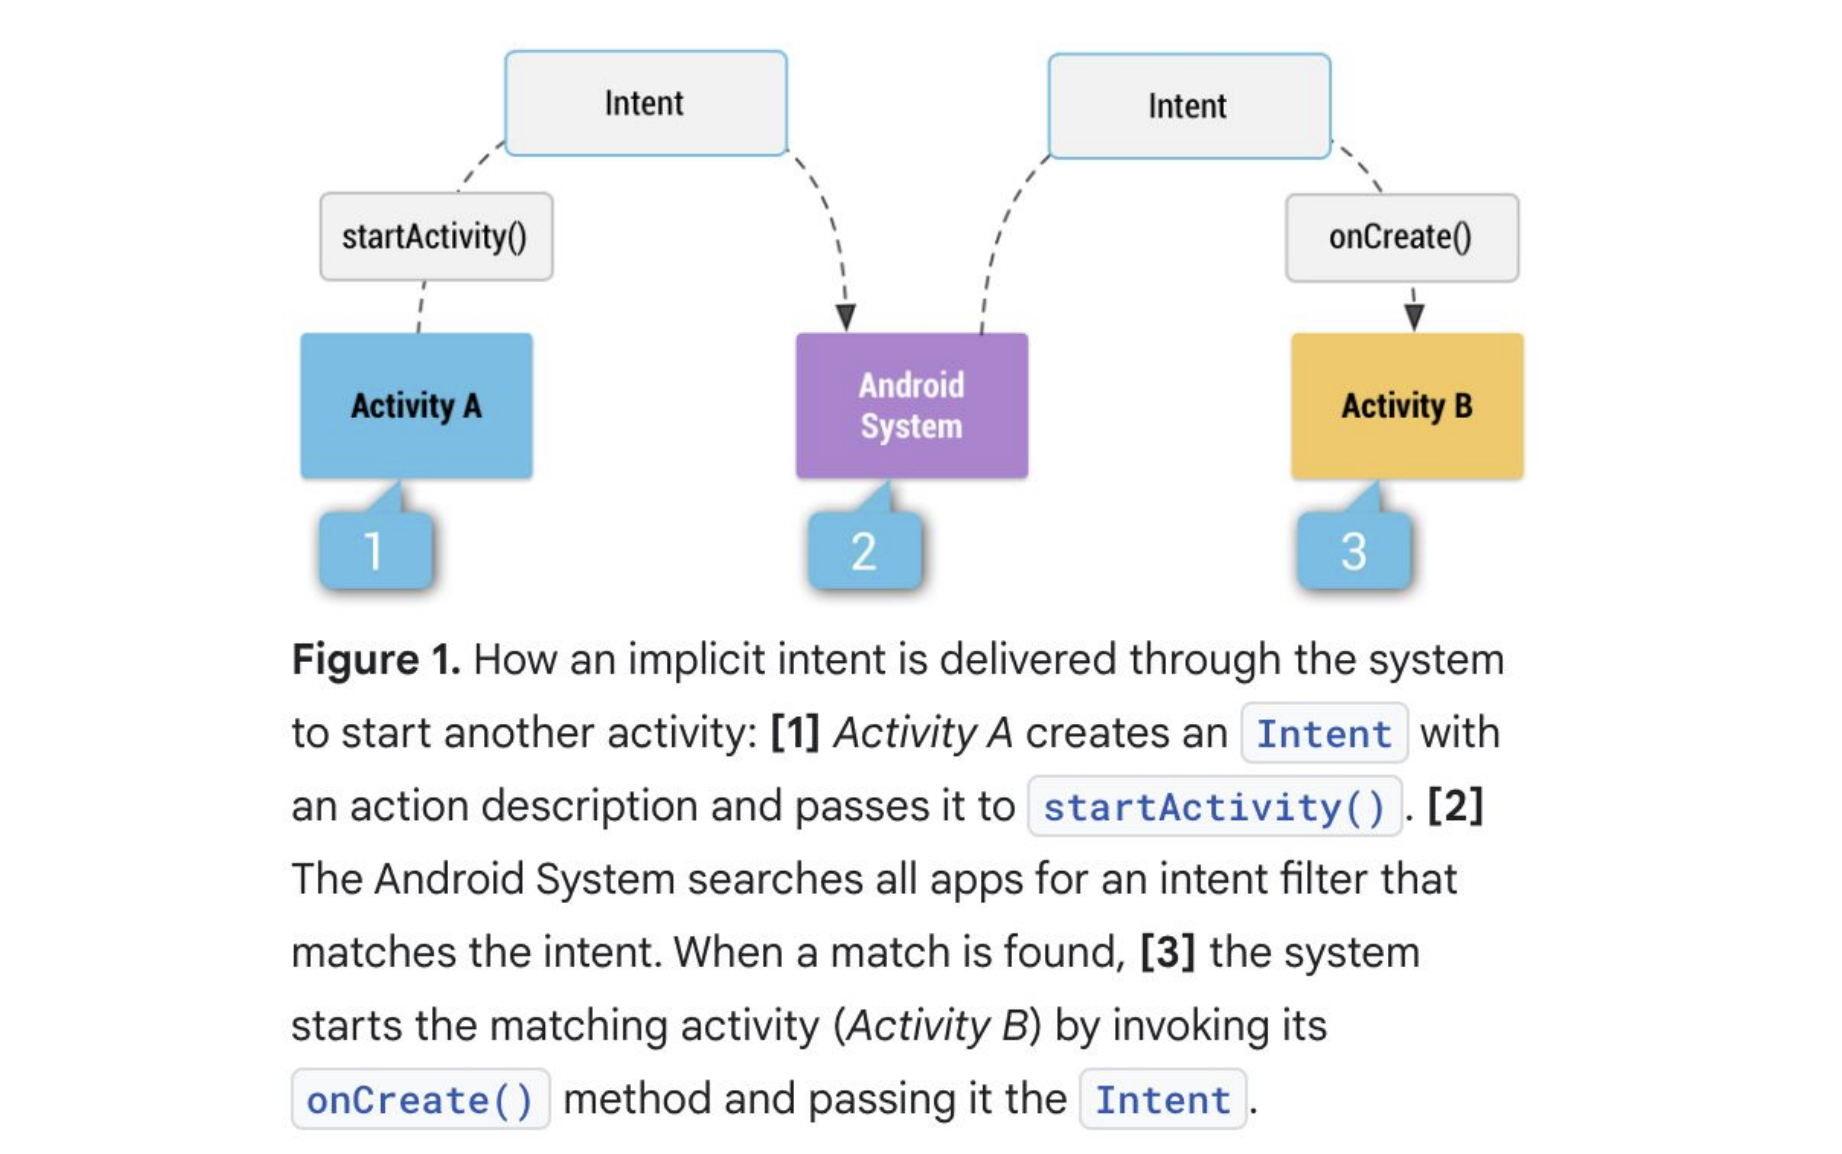 Intent
Intent
startActivity()
onCreate()
Activity A
Android
System
Activity B
1
2
3
Figure 1. How an implicit intent is delivered through the system
to start another activity: [1] Activity A creates an Intent with
an action description and passes it to startActivity(). [2]
The Android System searches all apps for an intent filter that
matches the intent. When a match is found, [3] the system
starts the matching activity (Activity B) by invoking its
onCreate() method and passing it the Intent.